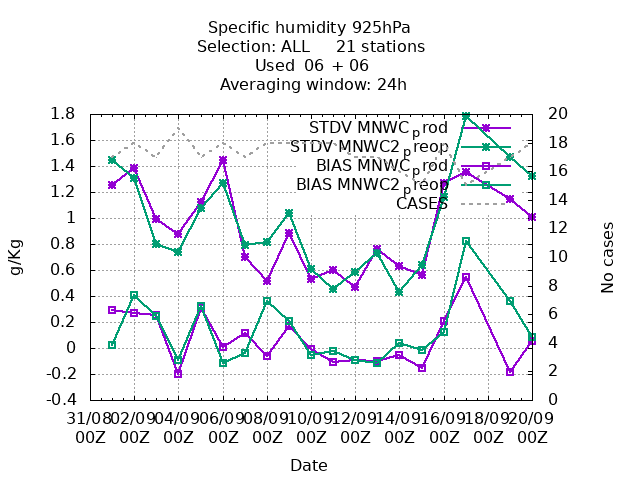 Specific humidity 925hPa
Selection: ALL 21 stations
Used 06 + 06
Averaging window: 24h
1.8
1.6
1.4
1.2
1
0.8
0.6
0.4
0.2
0
-0.2
-0.4
g/Kg
STDV MNWC_prod
STDV MNWC2_preop
BIAS MNWC_prod
BIAS MNWC2_preop
CASES
20
18
16
14
12
10
8
6
4
2
0
No cases
31/08 02/09 04/09 06/09 08/09 10/09 12/09 14/09 16/09 18/09 20/09
00Z 00Z 00Z 00Z 00Z 00Z 00Z 00Z 00Z 00Z 00Z
Date